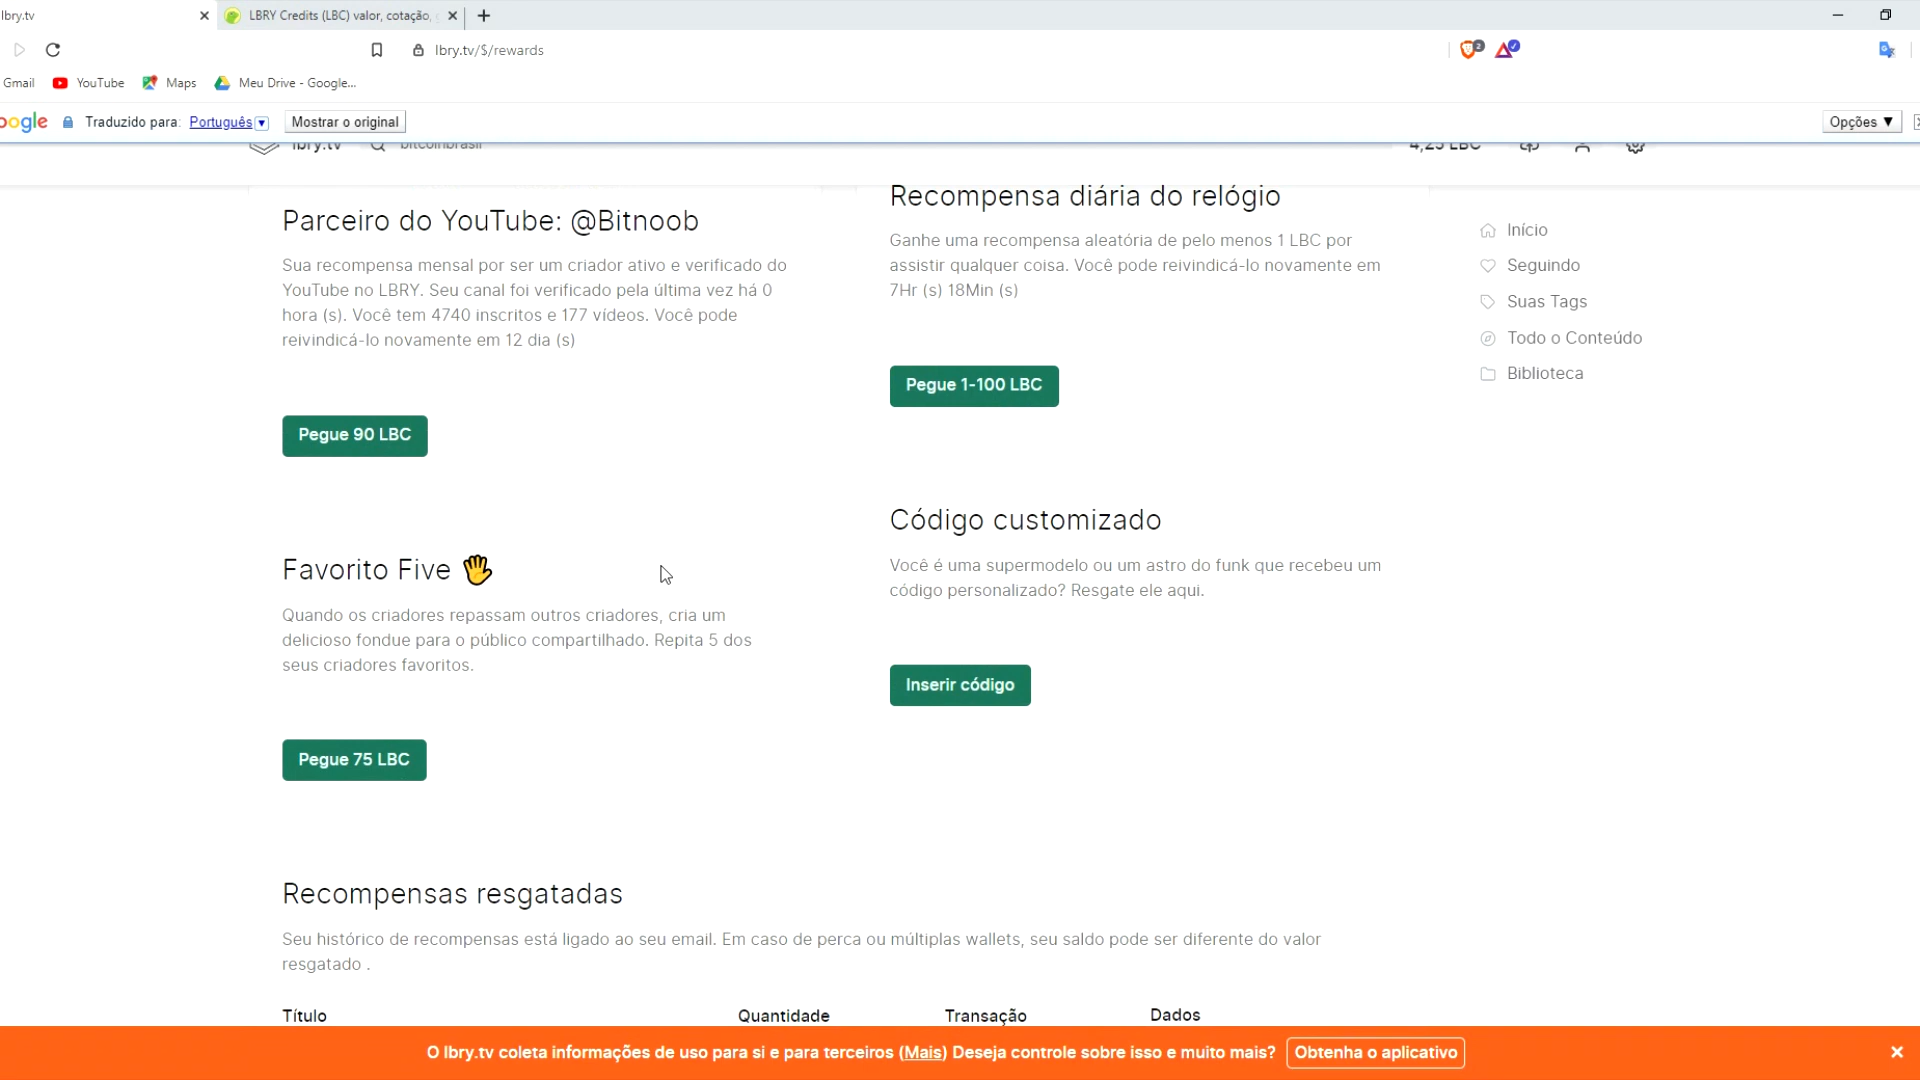 lbry.tv
LBRY Credits (LBC) valor, cotação,
lbry.tv/$/rewards
2
Gmail
YouTube
Maps
Meu Drive - Google...
oogle
Traduzido para: Português
Mostrar o original
Opções ▼
lbry.tv
bitcoinbrasil
4,25 LBC
Parceiro do YouTube: @Bitnoob
Sua recompensa mensal por ser um criador ativo e verificado do
YouTube no LBRY. Seu canal foi verificado pela última vez há 0
hora (s). Você tem 4740 inscritos e 177 vídeos. Você pode
reivindicá-lo novamente em 12 dia (s)
Pegue 90 LBC
Favorito Five
Quando os criadores repassam outros criadores, cria um
delicioso fondue para o público compartilhado. Repita 5 dos
seus criadores favoritos.
Pegue 75 LBC
Recompensa diária do relógio
Ganhe uma recompensa aleatória de pelo menos 1 LBC por
assistir qualquer coisa. Você pode reivindicá-lo novamente em
7Hr (s) 18Min (s)
Pegue 1-100 LBC
Código customizado
Você é uma supermodelo ou um astro do funk que recebeu um
código personalizado? Resgate ele aqui.
Inserir código
Início
Seguindo
Suas Tags
Todo o Conteúdo
Biblioteca
Recompensas resgatadas
Seu histórico de recompensas está ligado ao seu email. Em caso de perca ou múltiplas wallets, seu saldo pode ser diferente do valor
resgatado .
Título Quantidade Transação Dados
O lbry.tv coleta informações de uso para si e para terceiros (Mais) Deseja controle sobre isso e muito mais? Obtenha o aplicativo